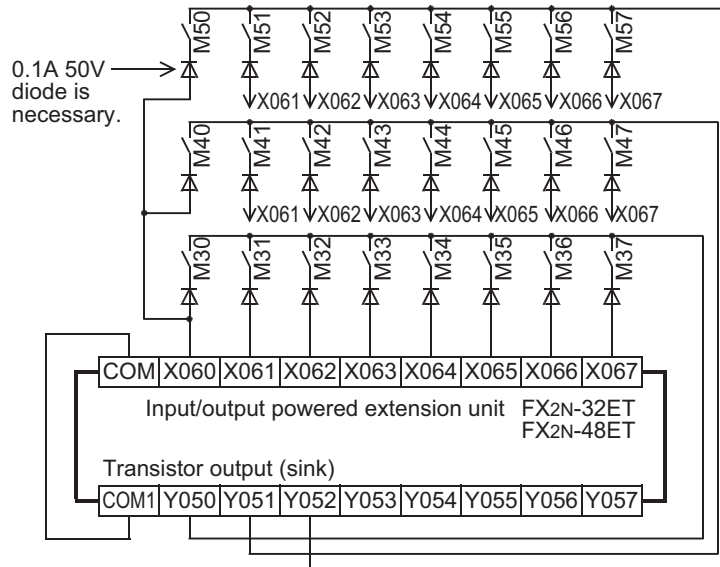 M50 M51 M52 M53 M54 M55 M56 M57
0.1A 50V
diode is
necessary.
X061 X062 X063 X064 X065 X066 X067
M40 M41 M42 M43 M44 M45 M46 M47
X061 X062 X063 X064 X065 X066 X067
M30 M31 M32 M33 M34 M35 M36 M37
COM X060 X061 X062 X063 X064 X065 X066 X067
Input/output powered extension unit FX2N-32ET
FX2N-48ET
Transistor output (sink)
COM1 Y050 Y051 Y052 Y053 Y054 Y055 Y056 Y057